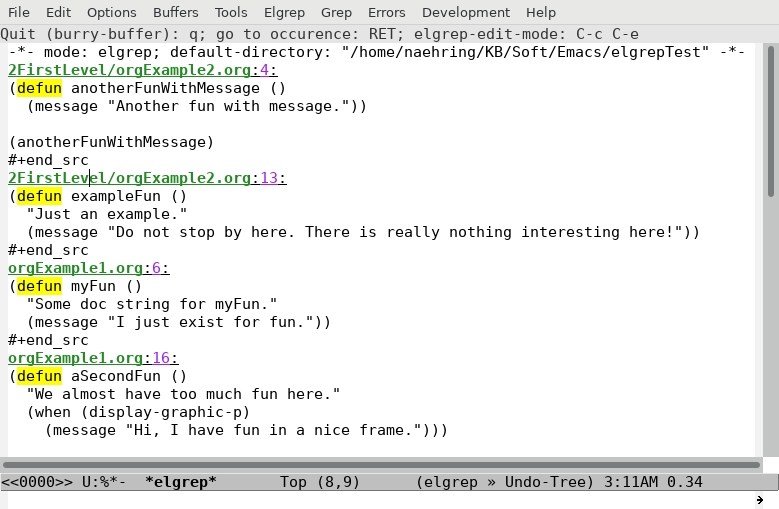 File Edit Options Buffers Tools Elgrep Grep Errors Development Help
Quit (burry-buffer): q; go to occurence: RET; elgrep-edit-mode: C-c C-e
-*- mode: elgrep; default-directory: "/home/naehring/KB/Soft/Emacs/elgrepTest" -*-
2FirstLevel/orgExample2.org:4:
(defun anotherFunWithMessage ()
  (message "Another fun with message."))

(anotherFunWithMessage)
#+end_src
2FirstLevel/orgExample2.org:13:
(defun exampleFun ()
  "Just an example."
  (message "Do not stop by here. There is really nothing interesting here!"))
#+end_src
orgExample1.org:6:
(defun myFun ()
  "Some doc string for myFun."
  (message "I just exist for fun."))
#+end_src
orgExample1.org:16:
(defun aSecondFun ()
  "We almost have too much fun here."
  (when (display-graphic-p)
    (message "Hi, I have fun in a nice frame.")))
<<0000>> U:%*-  *elgrep*       Top (8,9)      (elgrep » Undo-Tree) 3:11AM 0.34